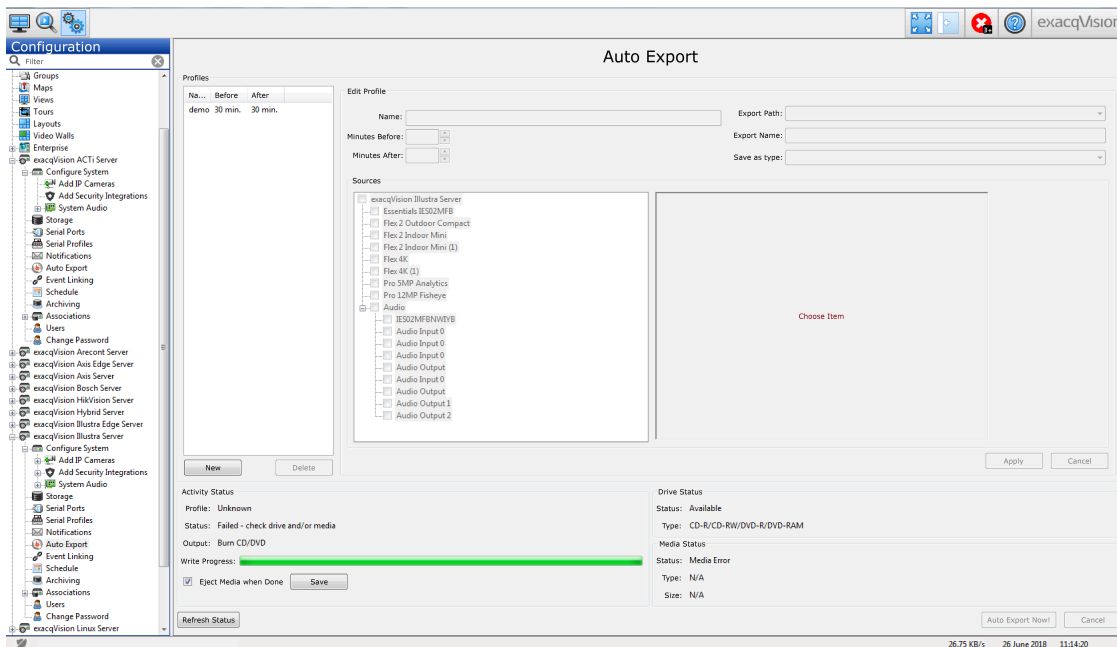 exacqVision
Configuration
Filter
Groups
Maps
Views
Tours
Layouts
Video Walls
Enterprise
exacqVision ACTi Server
Configure System
Add IP Cameras
Add Security Integrations
System Audio
Storage
Serial Ports
Serial Profiles
Notifications
Auto Export
Event Linking
Schedule
Archiving
Associations
Users
Change Password
exacqVision Arecont Server
exacqVision Axis Edge Server
exacqVision Axis Server
exacqVision Bosch Server
exacqVision HikVision Server
exacqVision Hybrid Server
exacqVision Illustra Edge Server
exacqVision Illustra Server
Configure System
Add IP Cameras
Add Security Integrations
System Audio
Storage
Serial Ports
Serial Profiles
Notifications
Auto Export
Event Linking
Schedule
Archiving
Associations
Users
Change Password
exacqVision Linux Server
Auto Export
Profiles
Na... Before After
demo 30 min. 30 min.
New Delete
Edit Profile
Name:
Minutes Before:
Minutes After:
Export Path:
Export Name:
Save as type:
Sources
exacqVision Illustra Server
Essentials IES02MFB
Flex 2 Outdoor Compact
Flex 2 Indoor Mini
Flex 2 Indoor Mini (1)
Flex 4K
Flex 4K (1)
Pro 5MP Analytics
Pro 12MP Fisheye
Audio
IES02MFBNWIYB
Audio Input 0
Audio Input 0
Audio Input 0
Audio Output
Audio Input 0
Audio Output
Audio Output 1
Audio Output 2
Choose Item
Apply Cancel
Activity Status
Profile: Unknown
Status: Failed - check drive and/or media
Output: Burn CD/DVD
Write Progress:
Eject Media when Done Save
Drive Status
Status: Available
Type: CD-R/CD-RW/DVD-R/DVD-RAM
Media Status
Status: Media Error
Type: N/A
Size: N/A
Refresh Status
Auto Export Now! Cancel
26.75 KB/s 26 June 2018 11:14:20